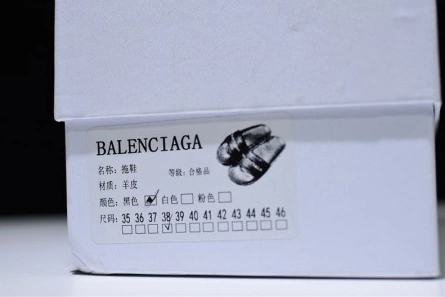 BALENCIAGA
名称：拖鞋
材质：羊皮 等级：合格品
颜色：黑色 白色 粉色
尺码：35 36 37 38 39 40 41 42 43 44 45 46